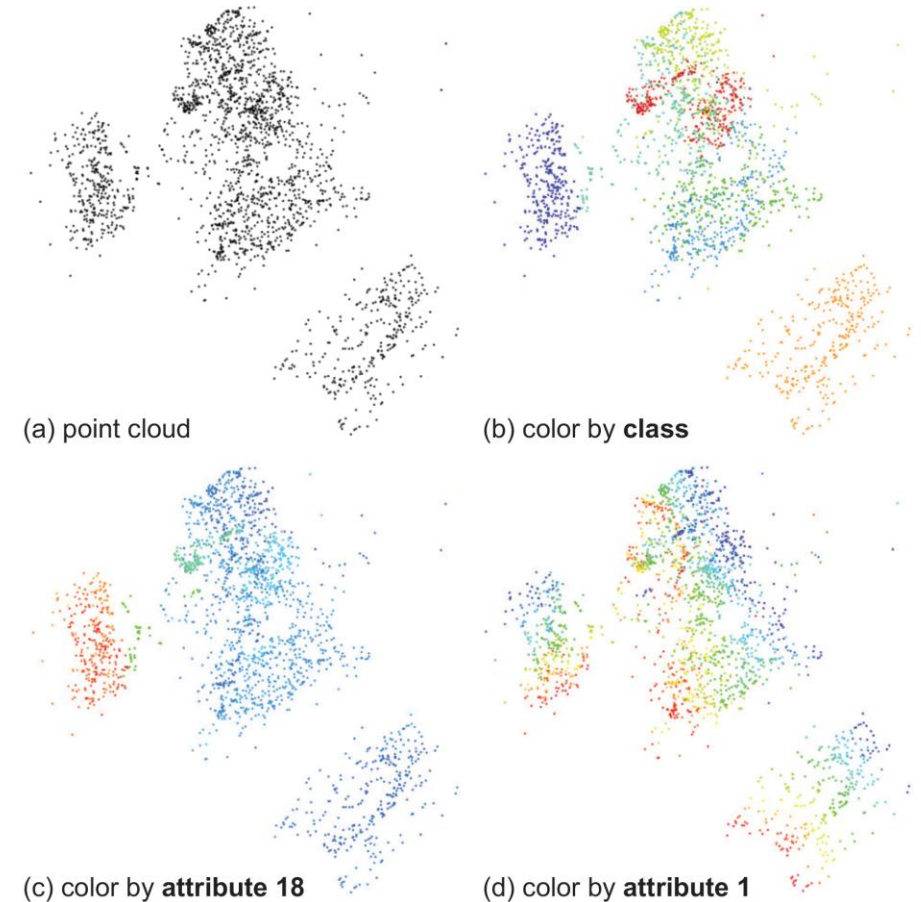 (a) point cloud
(b) color by class
(c) color by attribute 18
(d) color by attribute 1